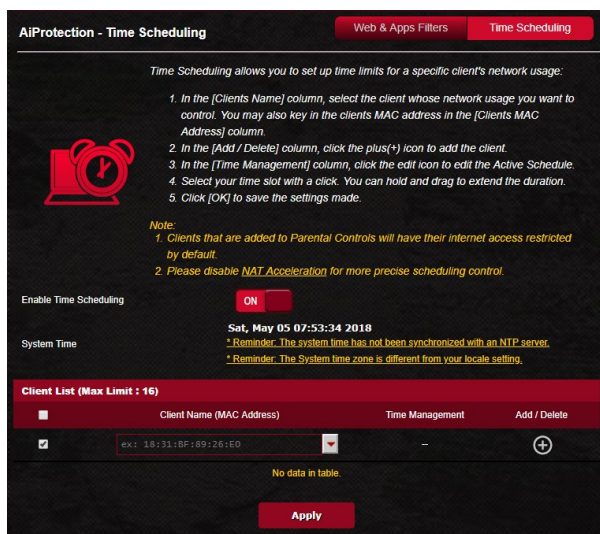 AiProtection - Time Scheduling
Web & Apps Filters
Time Scheduling
Time Scheduling allows you to set up time limits for a specific client's network usage:
1. In the [Clients Name] column, select the client whose network usage you want to
control. You may also key in the clients MAC address in the [Clients MAC
Address] column.
2. In the [Add / Delete] column, click the plus(+) icon to add the client.
3. In the [Time Management] column, click the edit icon to edit the Active Schedule.
4. Select your time slot with a click. You can hold and drag to extend the duration.
5. Click [OK] to save the settings made.
Note:
1. Clients that are added to Parental Controls will have their internet access restricted
by default.
2. Please disable NAT Acceleration for more precise scheduling control.
Enable Time Scheduling
ON
System Time
Sat, May 05 07:53:34 2018
* Reminder: The system time has not been synchronized with an NTP server.
* Reminder: The System time zone is different from your locale setting.
Client List (Max Limit : 16)
Client Name (MAC Address)
Time Management
Add / Delete
ex: 18:31:BF:89:26:E0
--
No data in table.
Apply